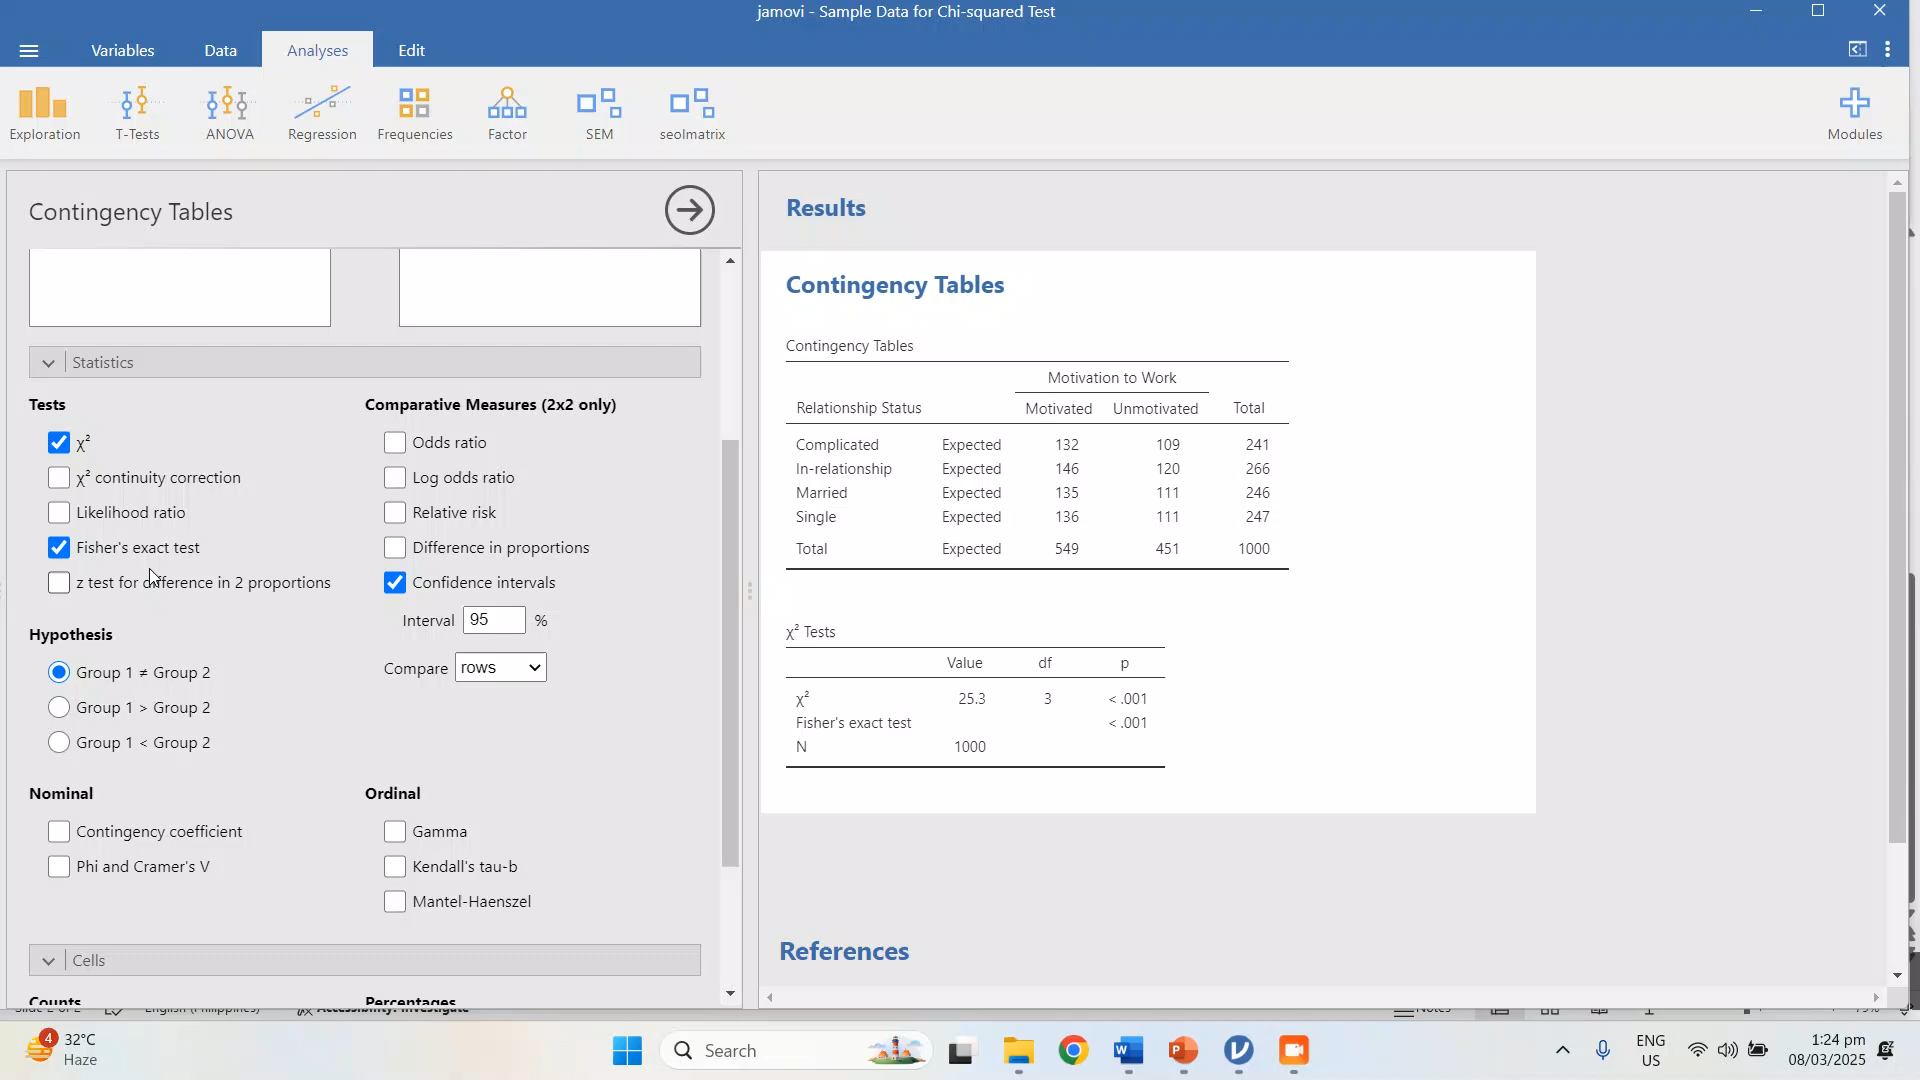 jamovi - Sample Data for Chi-squared Test
Variables Data Analyses Edit
Exploration T-Tests ANOVA Regression Frequencies Factor SEM seolmatrix Modules
Contingency Tables
Statistics
Tests
χ²
χ² continuity correction
Likelihood ratio
Fisher's exact test
z test for difference in 2 proportions
Comparative Measures (2x2 only)
Odds ratio
Log odds ratio
Relative risk
Difference in proportions
Confidence intervals
Interval 95 %
Compare rows
Hypothesis
Group 1 ≠ Group 2
Group 1 > Group 2
Group 1 < Group 2
Nominal
Contingency coefficient
Phi and Cramer's V
Ordinal
Gamma
Kendall's tau-b
Mantel-Haenszel
Cells
Counts Percentages
Results
Contingency Tables
Contingency Tables
Motivation to Work
Relationship Status Motivated Unmotivated Total
Complicated Expected 132 109 241
In-relationship Expected 146 120 266
Married Expected 135 111 246
Single Expected 136 111 247
Total Expected 549 451 1000
χ² Tests
Value df p
χ² 25.3 3 < .001
Fisher's exact test < .001
N 1000
References
English (Philippines) Accessibility: Investigate Notes
4 32°C
Haze
Search
ENG
US
1:24 pm
08/03/2025